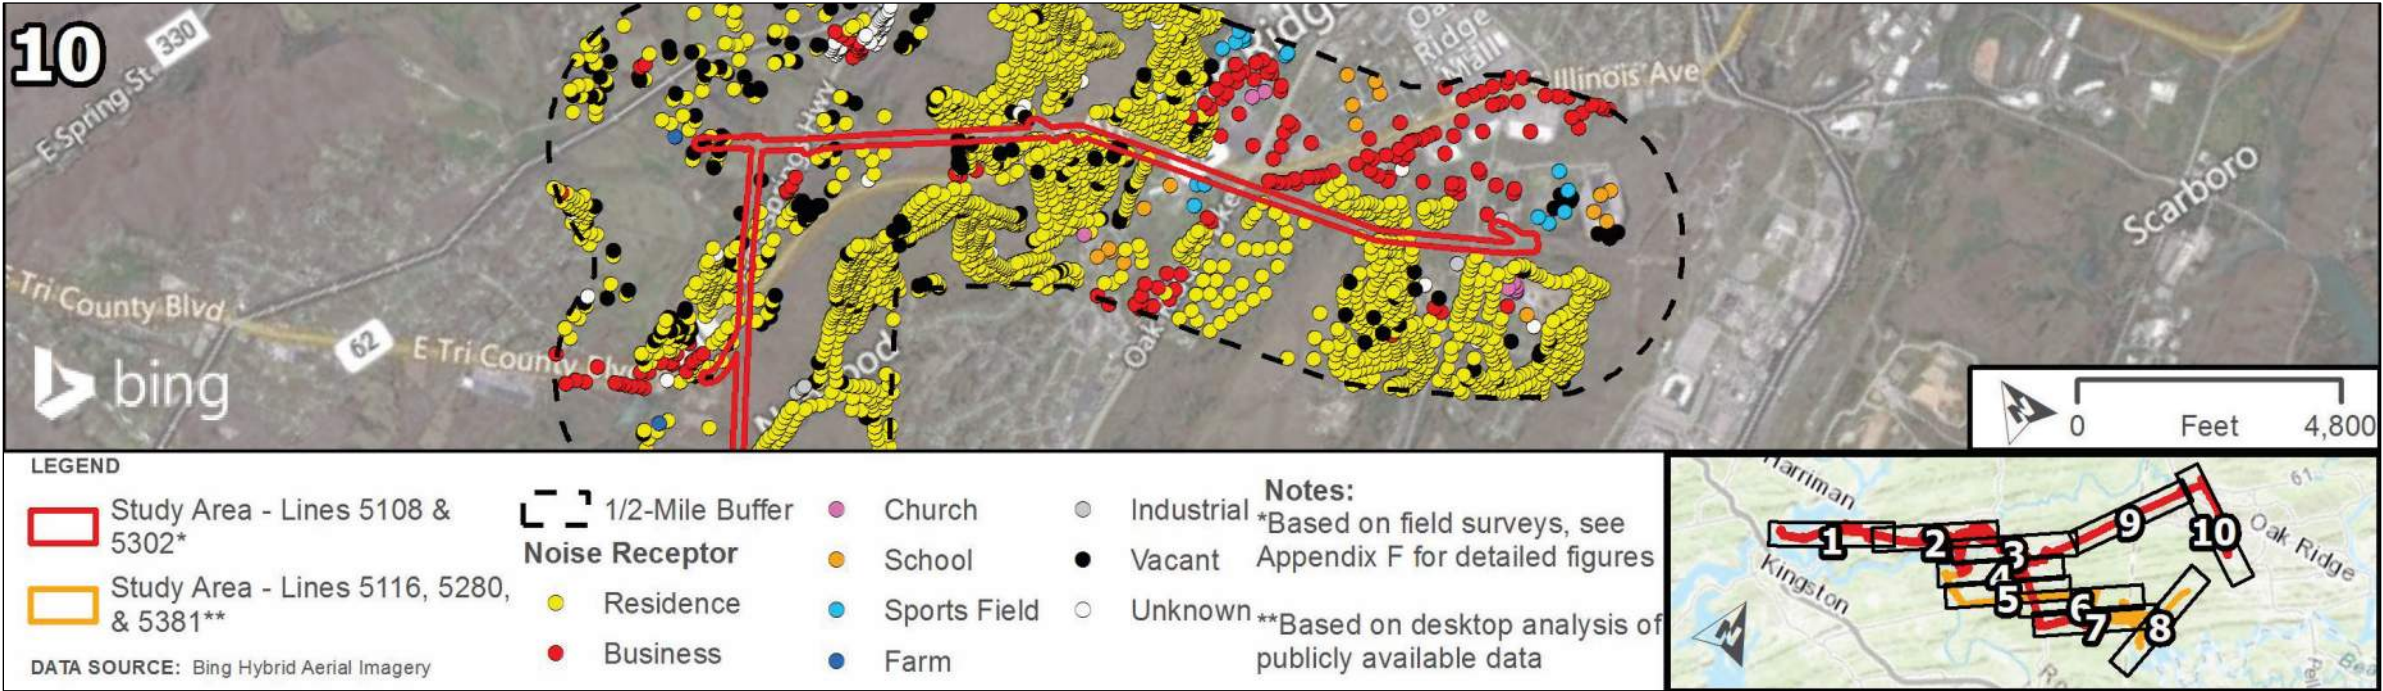 10
330
E Spring St.
Ridge
Oak
Ridge
Mall
Illinois Ave
Scarboro
Tri County Blvd
62
E Tri County Blvd
bing
N
0 Feet 4,800
LEGEND
Study Area - Lines 5108 &
5302*
Study Area - Lines 5116, 5280,
& 5381**
DATA SOURCE: Bing Hybrid Aerial Imagery
1/2-Mile Buffer
Noise Receptor
Residence
Business
Church
School
Sports Field
Farm
Industrial
Vacant
Unknown
Notes:
*Based on field surveys, see
Appendix F for detailed figures
**Based on desktop analysis of
publicly available data
Harriman
Kingston
Oak Ridge
61
1
2
3
4
5
6
7
8
9
10
N